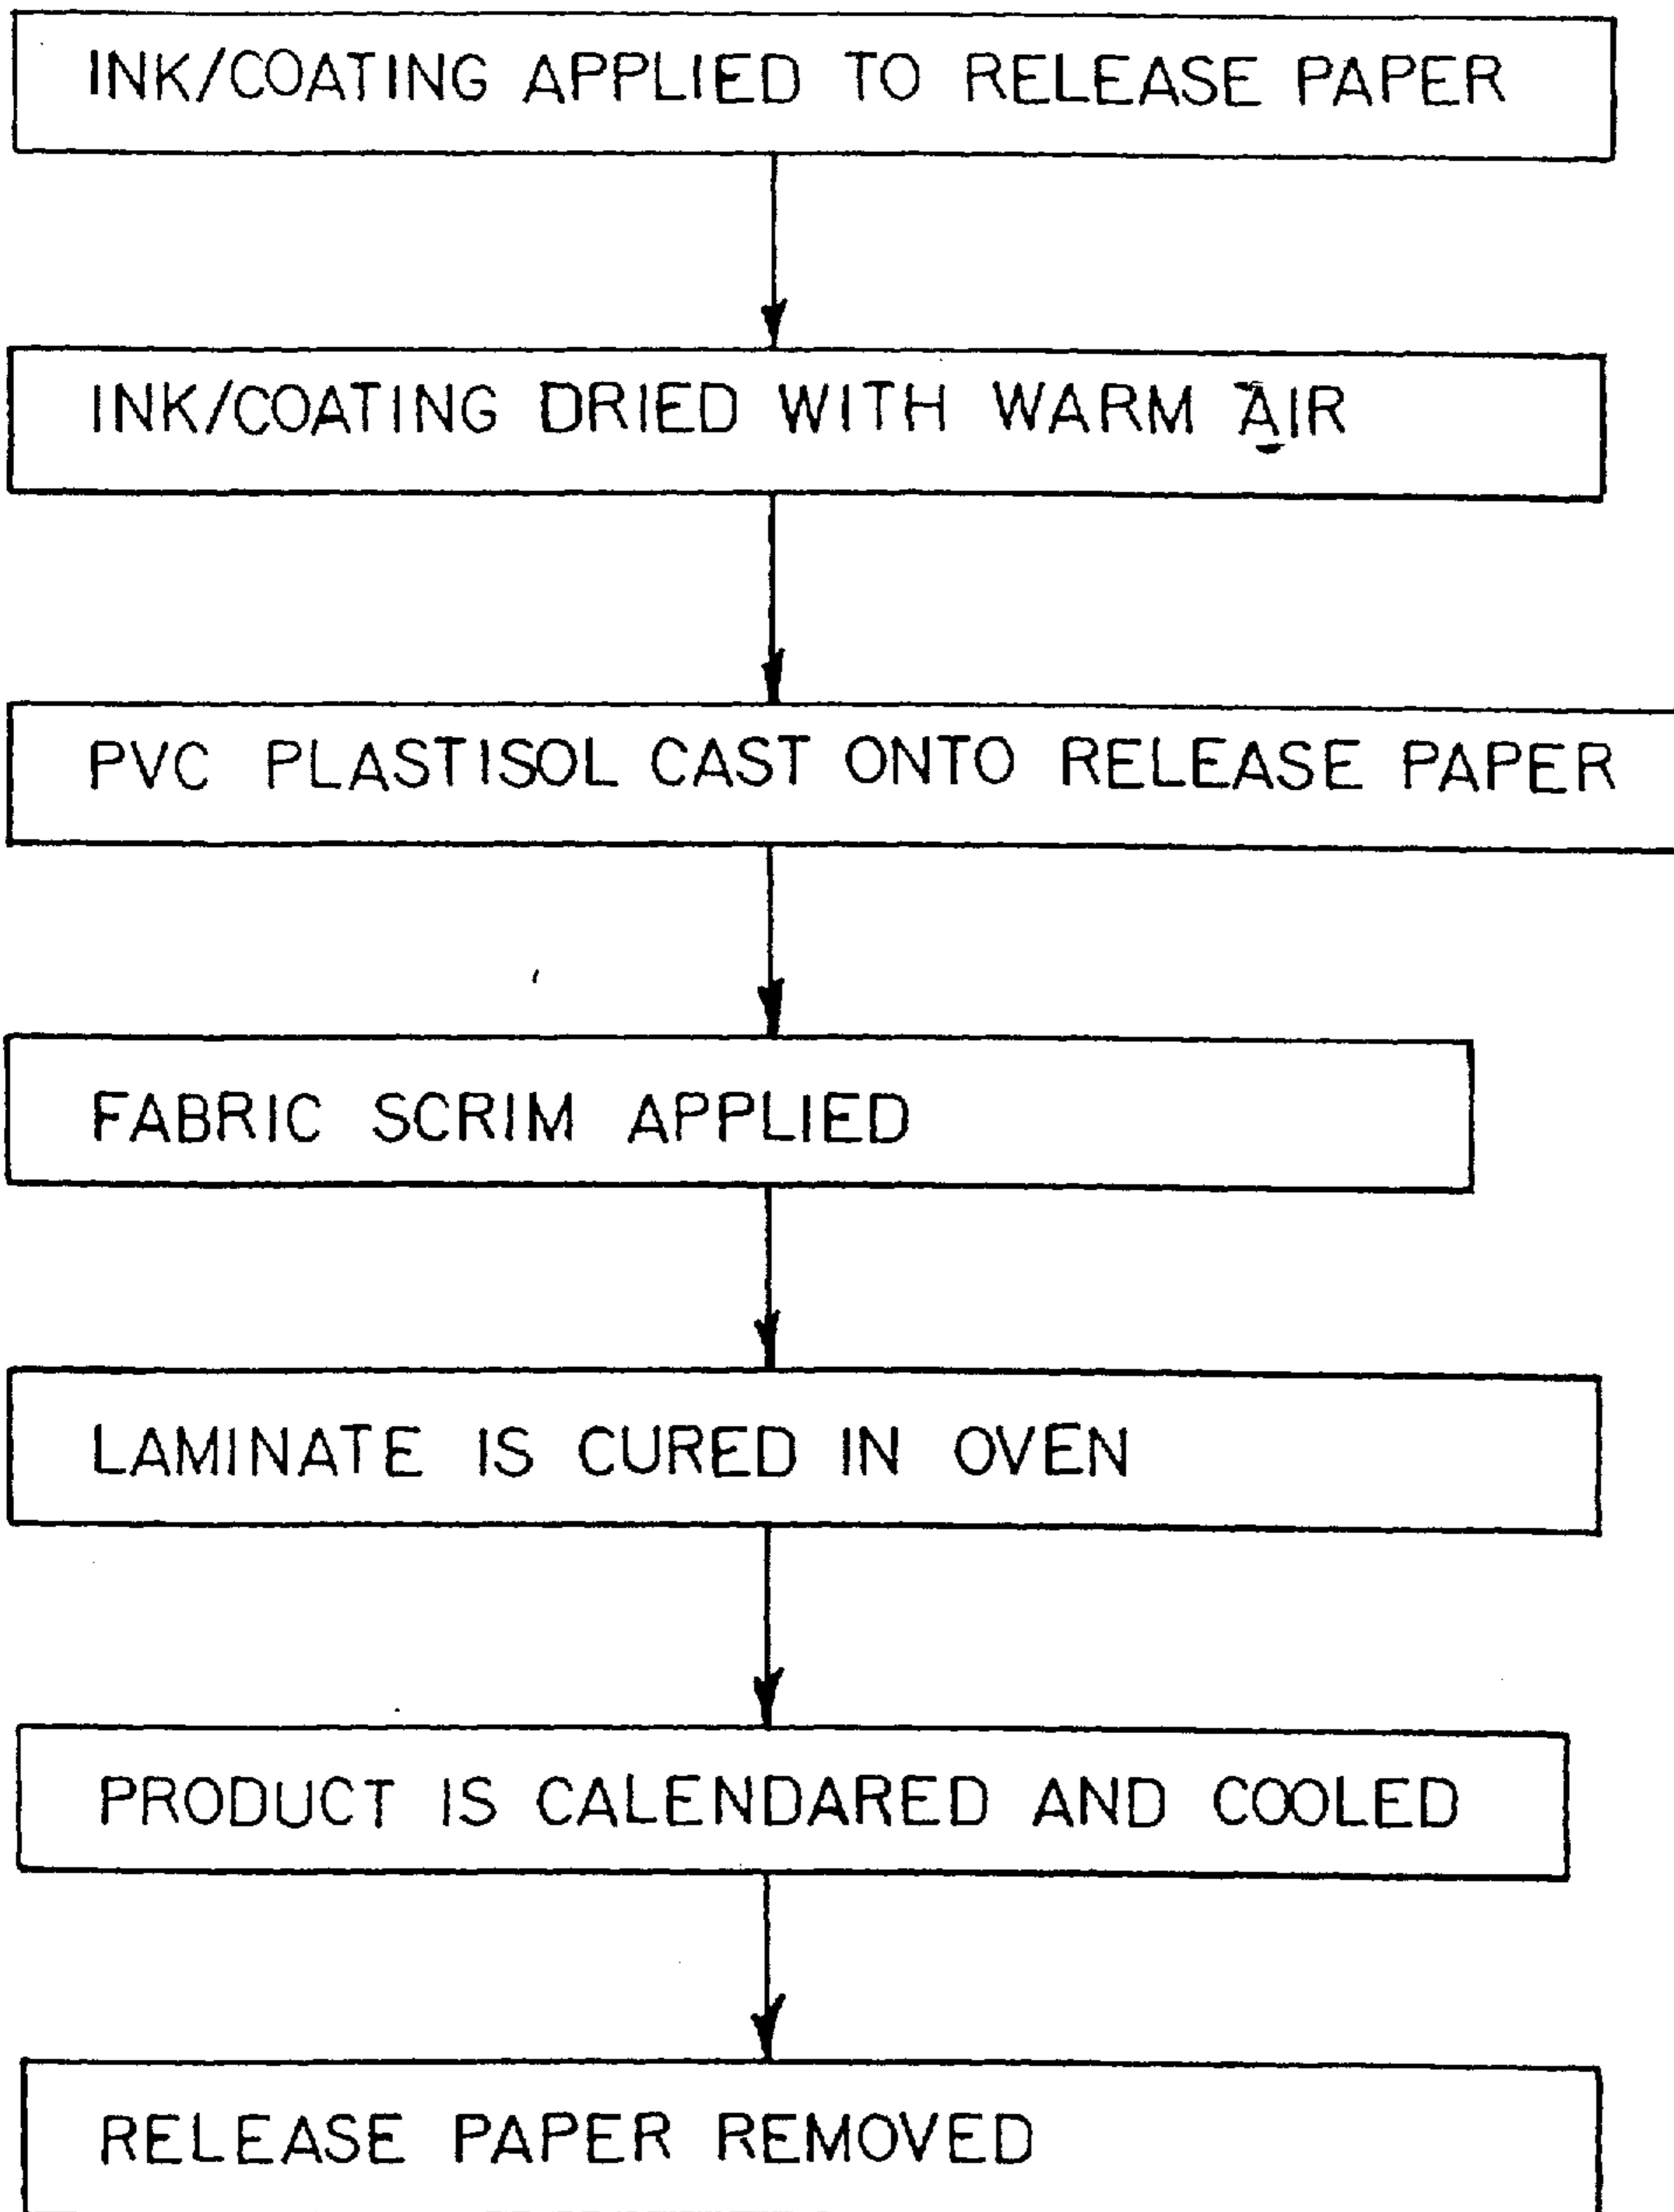 INK/COATING APPLIED TO RELEASE PAPER
INK/COATING DRIED WITH WARM AIR
PVC PLASTISOL CAST ONTO RELEASE PAPER
FABRIC SCRIM APPLIED
LAMINATE IS CURED IN OVEN
PRODUCT IS CALENDARED AND COOLED
RELEASE PAPER REMOVED